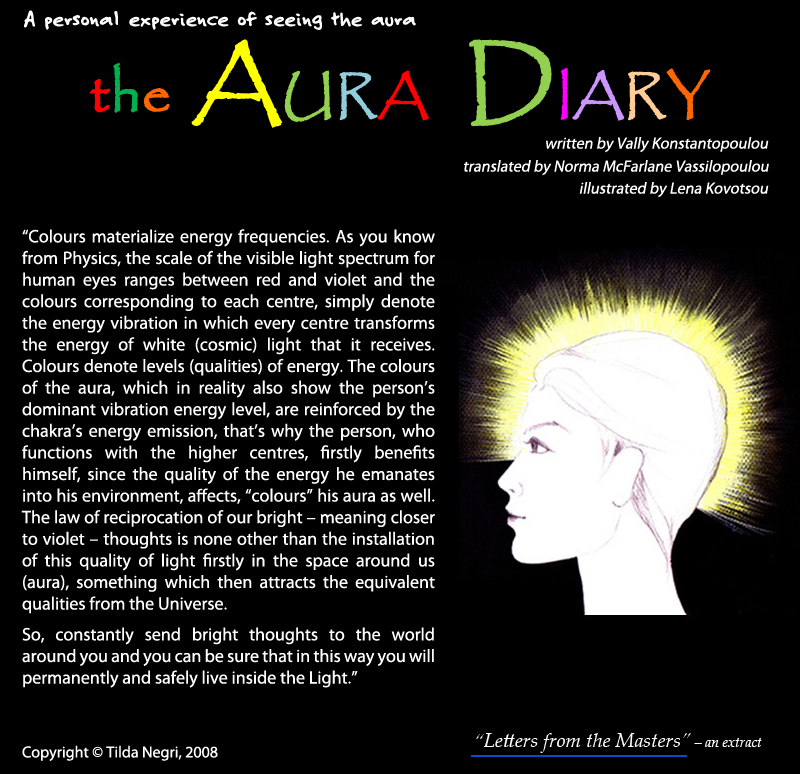 A personal experience of seeing the aura
the AURA DIARY
written by Vally Konstantopoulou
translated by Norma McFarlane Vassilopoulou
illustrated by Lena Kovotsou
“Colours materialize energy frequencies. As you know
from Physics, the scale of the visible light spectrum for
human eyes ranges between red and violet and the
colours corresponding to each centre, simply denote
the energy vibration in which every centre transforms
the energy of white (cosmic) light that it receives.
Colours denote levels (qualities) of energy. The colours
of the aura, which in reality also show the person’s
dominant vibration energy level, are reinforced by the
chakra’s energy emission, that’s why the person, who
functions with the higher centres, firstly benefits
himself, since the quality of the energy he emanates
into his environment, affects, “colours” his aura as well.
The law of reciprocation of our bright – meaning closer
to violet – thoughts is none other than the installation
of this quality of light firstly in the space around us
(aura), something which then attracts the equivalent
qualities from the Universe.
So, constantly send bright thoughts to the world
around you and you can be sure that in this way you will
permanently and safely live inside the Light.”
“Letters from the Masters” – an extract
Copyright © Tilda Negri, 2008